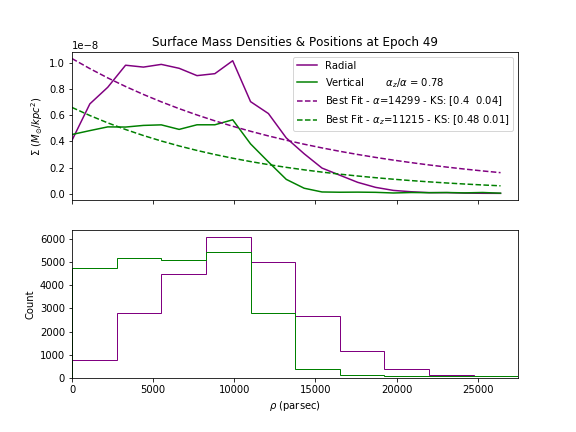 Surface Mass Densities & Positions at Epoch 49
1e−8
1.0
0.8
0.6
0.4
0.2
0.0
Σ (M☉/kpc²)
Radial
Vertical α_z/α = 0.78
Best Fit - α=14299 - KS: [0.4 0.04]
Best Fit - α_z=11215 - KS: [0.48 0.01]
6000
5000
4000
3000
2000
1000
0
Count
0 5000 10000 15000 20000 25000
ρ (parsec)